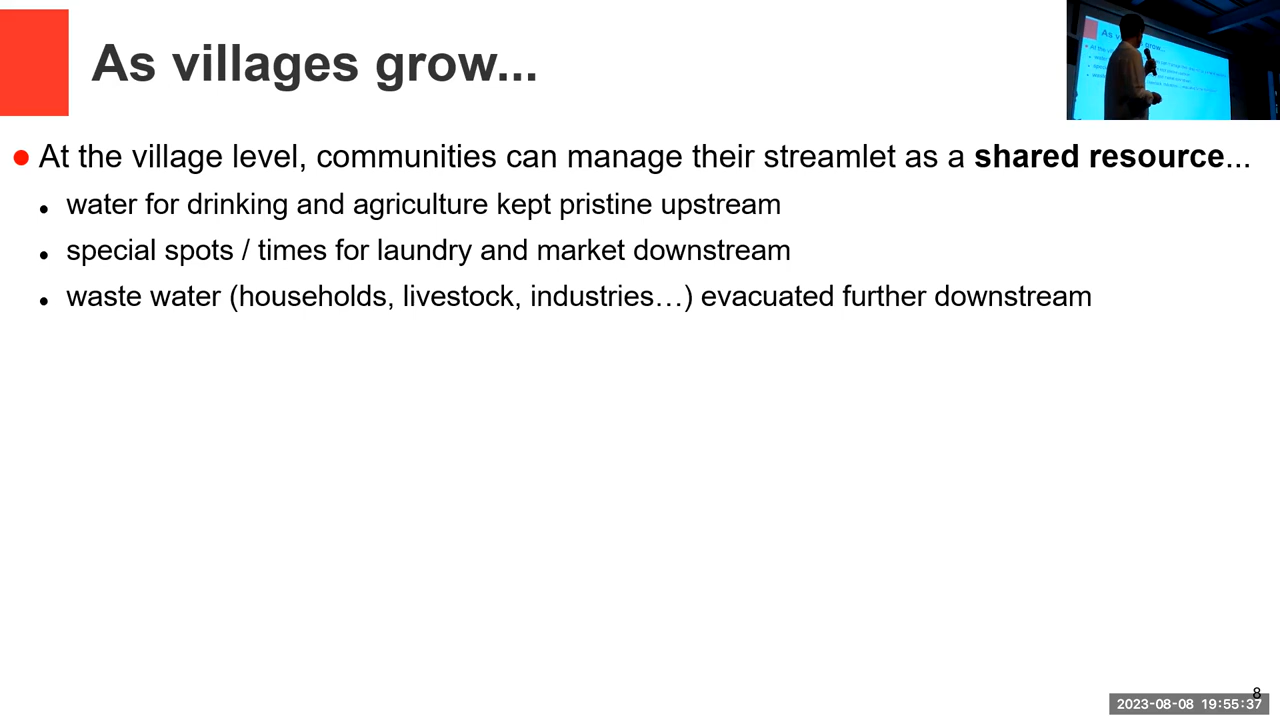 As villages grow...
At the village level, communities can manage their streamlet as a shared resource...
water for drinking and agriculture kept pristine upstream
special spots / times for laundry and market downstream
waste water (households, livestock, industries…) evacuated further downstream
8
2023-08-08 19:55:37